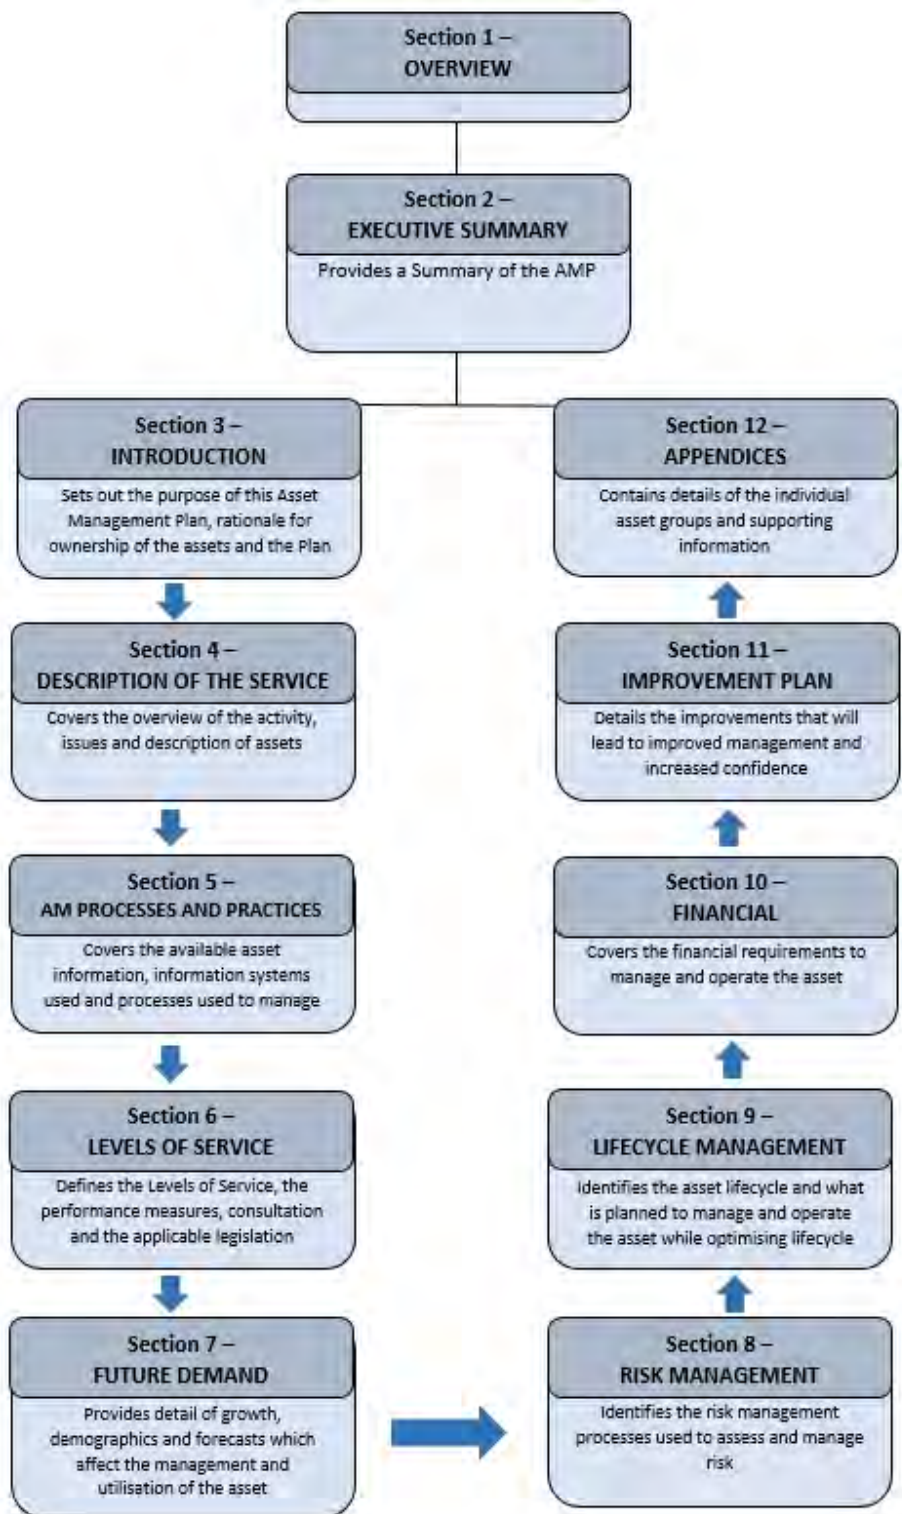 Section 1 –
OVERVIEW
Section 2 –
EXECUTIVE SUMMARY
Provides a Summary of the AMP
Section 3 –
INTRODUCTION
Sets out the purpose of this Asset
Management Plan, rationale for
ownership of the assets and the Plan
Section 4 –
DESCRIPTION OF THE SERVICE
Covers the overview of the activity,
issues and description of assets
Section 5 –
AM PROCESSES AND PRACTICES
Covers the available asset
information, information systems
used and processes used to manage
Section 6 –
LEVELS OF SERVICE
Defines the Levels of Service, the
performance measures, consultation
and the applicable legislation
Section 7 –
FUTURE DEMAND
Provides detail of growth,
demographics and forecasts which
affect the management and
utilisation of the asset
Section 8 –
RISK MANAGEMENT
Identifies the risk management
processes used to assess and manage
risk
Section 9 –
LIFECYCLE MANAGEMENT
Identifies the asset lifecycle and what
is planned to manage and operate
the asset while optimising lifecycle
Section 10 –
FINANCIAL
Covers the financial requirements to
manage and operate the asset
Section 11 –
IMPROVEMENT PLAN
Details the improvements that will
lead to improved management and
increased confidence
Section 12 –
APPENDICES
Contains details of the individual
asset groups and supporting
information